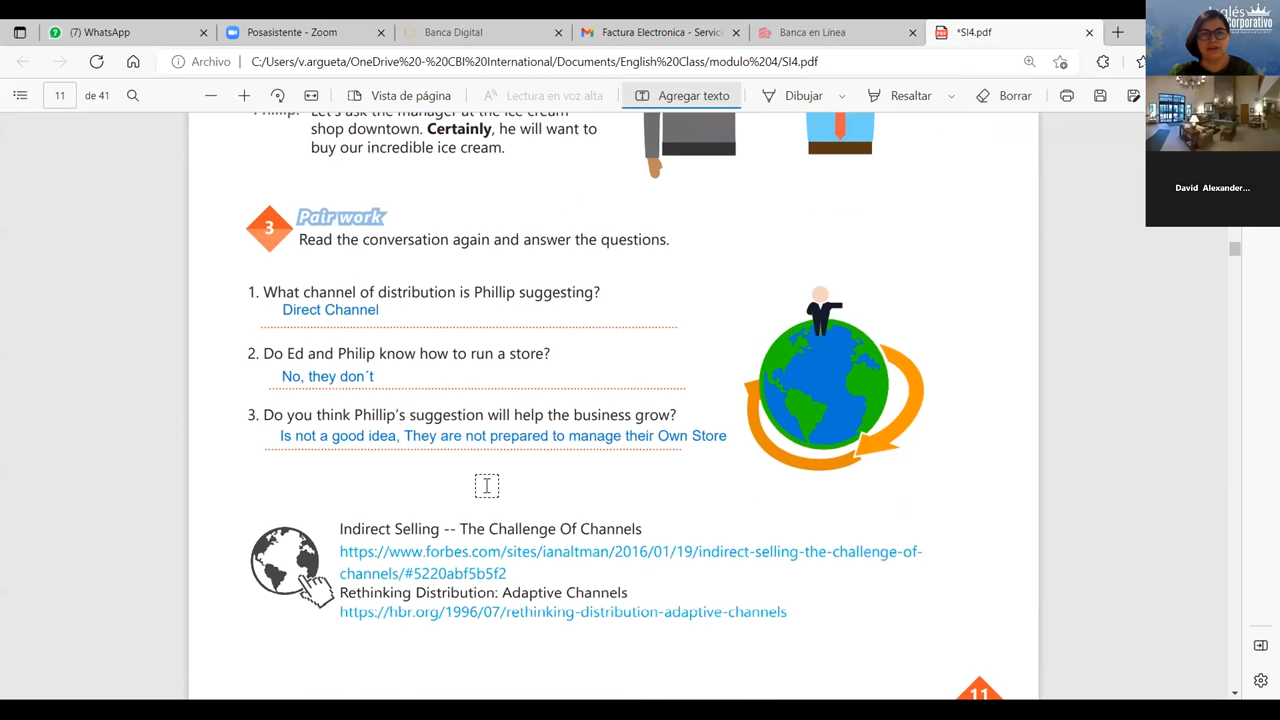 (7) WhatsApp
Posasistente - Zoom
Banca Digital
Factura Electronica - Servici
Banca en Línea
*SI4.pdf
Inglés
Corporativo
Archivo
C:/Users/v.argueta/OneDrive%20-%20CBI%20International/Documents/English%20Class/modulo%204/SI4.pdf
11 de 41
Vista de página
Lectura en voz alta
Agregar texto
Dibujar
Resaltar
Borrar
David Alexander...
Phillip: Let's ask the manager at the ice cream
shop downtown. Certainly, he will want to
buy our incredible ice cream.
3
Pair work
Read the conversation again and answer the questions.
1. What channel of distribution is Phillip suggesting?
Direct Channel
2. Do Ed and Philip know how to run a store?
No, they don´t
3. Do you think Phillip's suggestion will help the business grow?
Is not a good idea, They are not prepared to manage their Own Store
Indirect Selling -- The Challenge Of Channels
https://www.forbes.com/sites/ianaltman/2016/01/19/indirect-selling-the-challenge-of-
channels/#5220abf5b5f2
Rethinking Distribution: Adaptive Channels
https://hbr.org/1996/07/rethinking-distribution-adaptive-channels
11